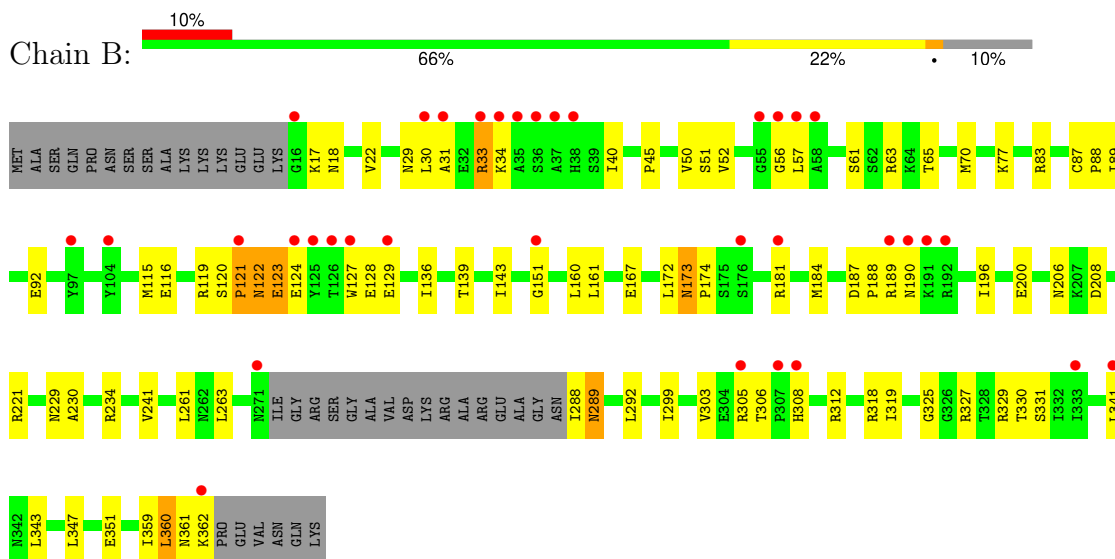 10%
Chain B:
66% 22% • 10%
MET ALA SER GLN PRO ASN SER SER ALA LYS LYS LYS GLU GLU LYS G16 K17 N18 V22 N29 L30 A31 E32 R33 K34 A35 S36 A37 H38 S39 I40 P45 V50 S51 V52 G55 G56 L57 A58 S61 S62 R63 K64 T65 M70 K77 R83 C87 P88
E92 Y97 Y104 M115 E116 R119 S120 P121 N122 E123 E124 Y125 T126 W127 E128 E129 I136 T139 I143 G151 L160 L161 E167 L172 N173 P174 S175 S176 R181 M184 D187 P188 R189 N190 K191 R192 I196 E200 N206 K207 D208
R221 N229 A230 R234 V241 L261 N262 L263 N271 ILE GLY ARG SER GLY ALA VAL ASP LYS ARG ALA ARG GLU ALA GLY ASN I288 N289 L292 I299 V303 E304 R305 T306 P307 H308 R312 R318 I319 G325 G326 R327 T328 R329 T330 S331 I332 I333
N342 L343 L347 E351 I359 L360 N361 K362 PRO GLU VAL ASN GLN LYS